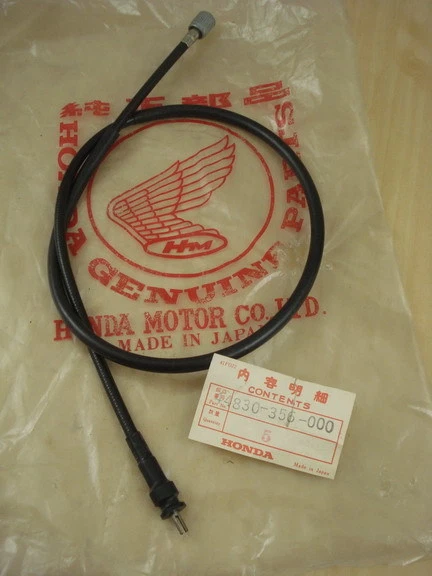 純正部品
HONDA GENUINE PARTS
HM
HONDA MOTOR CO., LTD.
MADE IN JAPAN
内容明細
CONTENTS
5
HONDA
Made in Japan